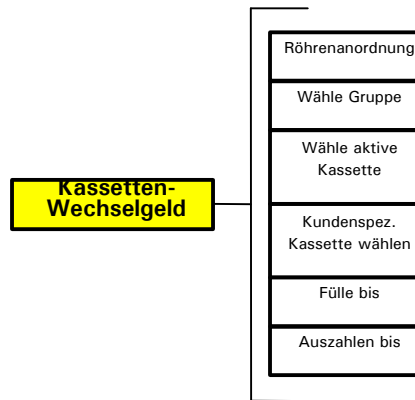 Röhrenanordnung
Wähle Gruppe
Wähle aktive
Kassette
Kassetten-
Wechselgeld
Kundenspez.
Kassette wählen
Fülle bis
Auszahlen bis